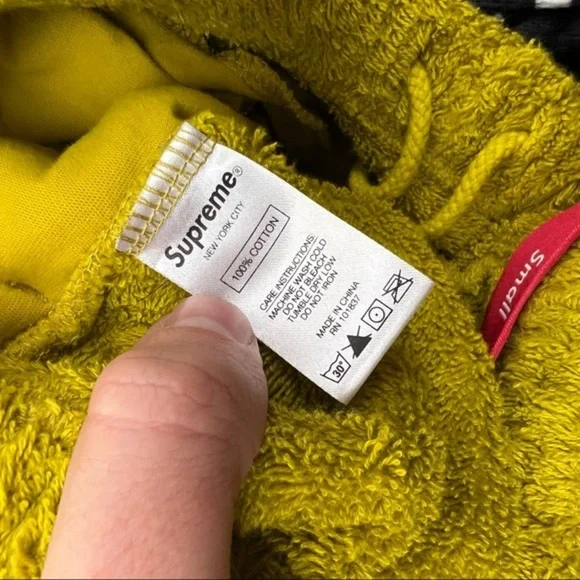 Supreme®
NEW YORK CITY
100% COTTON
CARE INSTRUCTIONS:
MACHINE WASH COLD
DO NOT BLEACH
TUMBLE DRY LOW
DO NOT IRON
MADE IN CHINA
RN 101837
30°
Small